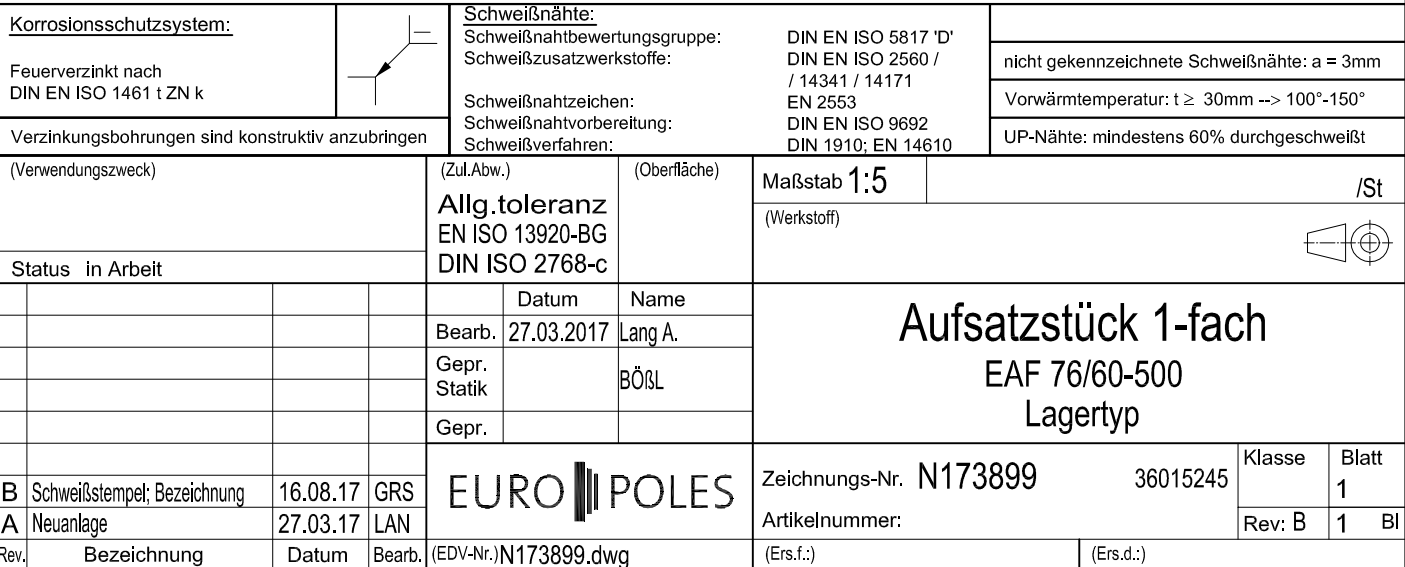 Korrosionsschutzsystem:
Feuerverzinkt nach
DIN EN ISO 1461 t ZN k
Verzinkungsbohrungen sind konstruktiv anzubringen
Schweißnähte:
Schweißnahtbewertungsgruppe: DIN EN ISO 5817 'D'
Schweißzusatzwerkstoffe: DIN EN ISO 2560 /
/ 14341 / 14171
Schweißnahtzeichen: EN 2553
Schweißnahtvorbereitung: DIN EN ISO 9692
Schweißverfahren: DIN 1910; EN 14610
nicht gekennzeichnete Schweißnähte: a = 3mm
Vorwärmtemperatur: t ≥ 30mm --> 100°-150°
UP-Nähte: mindestens 60% durchgeschweißt
(Verwendungszweck)
Status in Arbeit
(Zul.Abw.)
Allg.toleranz
EN ISO 13920-BG
DIN ISO 2768-c
(Oberfläche)
Maßstab 1:5
/St
(Werkstoff)
Datum Name
Bearb. 27.03.2017 Lang A.
Gepr.
Statik BÖßL
Gepr.
Aufsatzstück 1-fach
EAF 76/60-500
Lagertyp
B Schweißstempel; Bezeichnung 16.08.17 GRS
A Neuanlage 27.03.17 LAN
Rev. Bezeichnung Datum Bearb.
EURO POLES
(EDV-Nr.) N173899.dwg
Zeichnungs-Nr. N173899 36015245
Artikelnummer:
Klasse
Rev: B
Blatt
1
1 Bl
(Ers.f.:) (Ers.d.:)